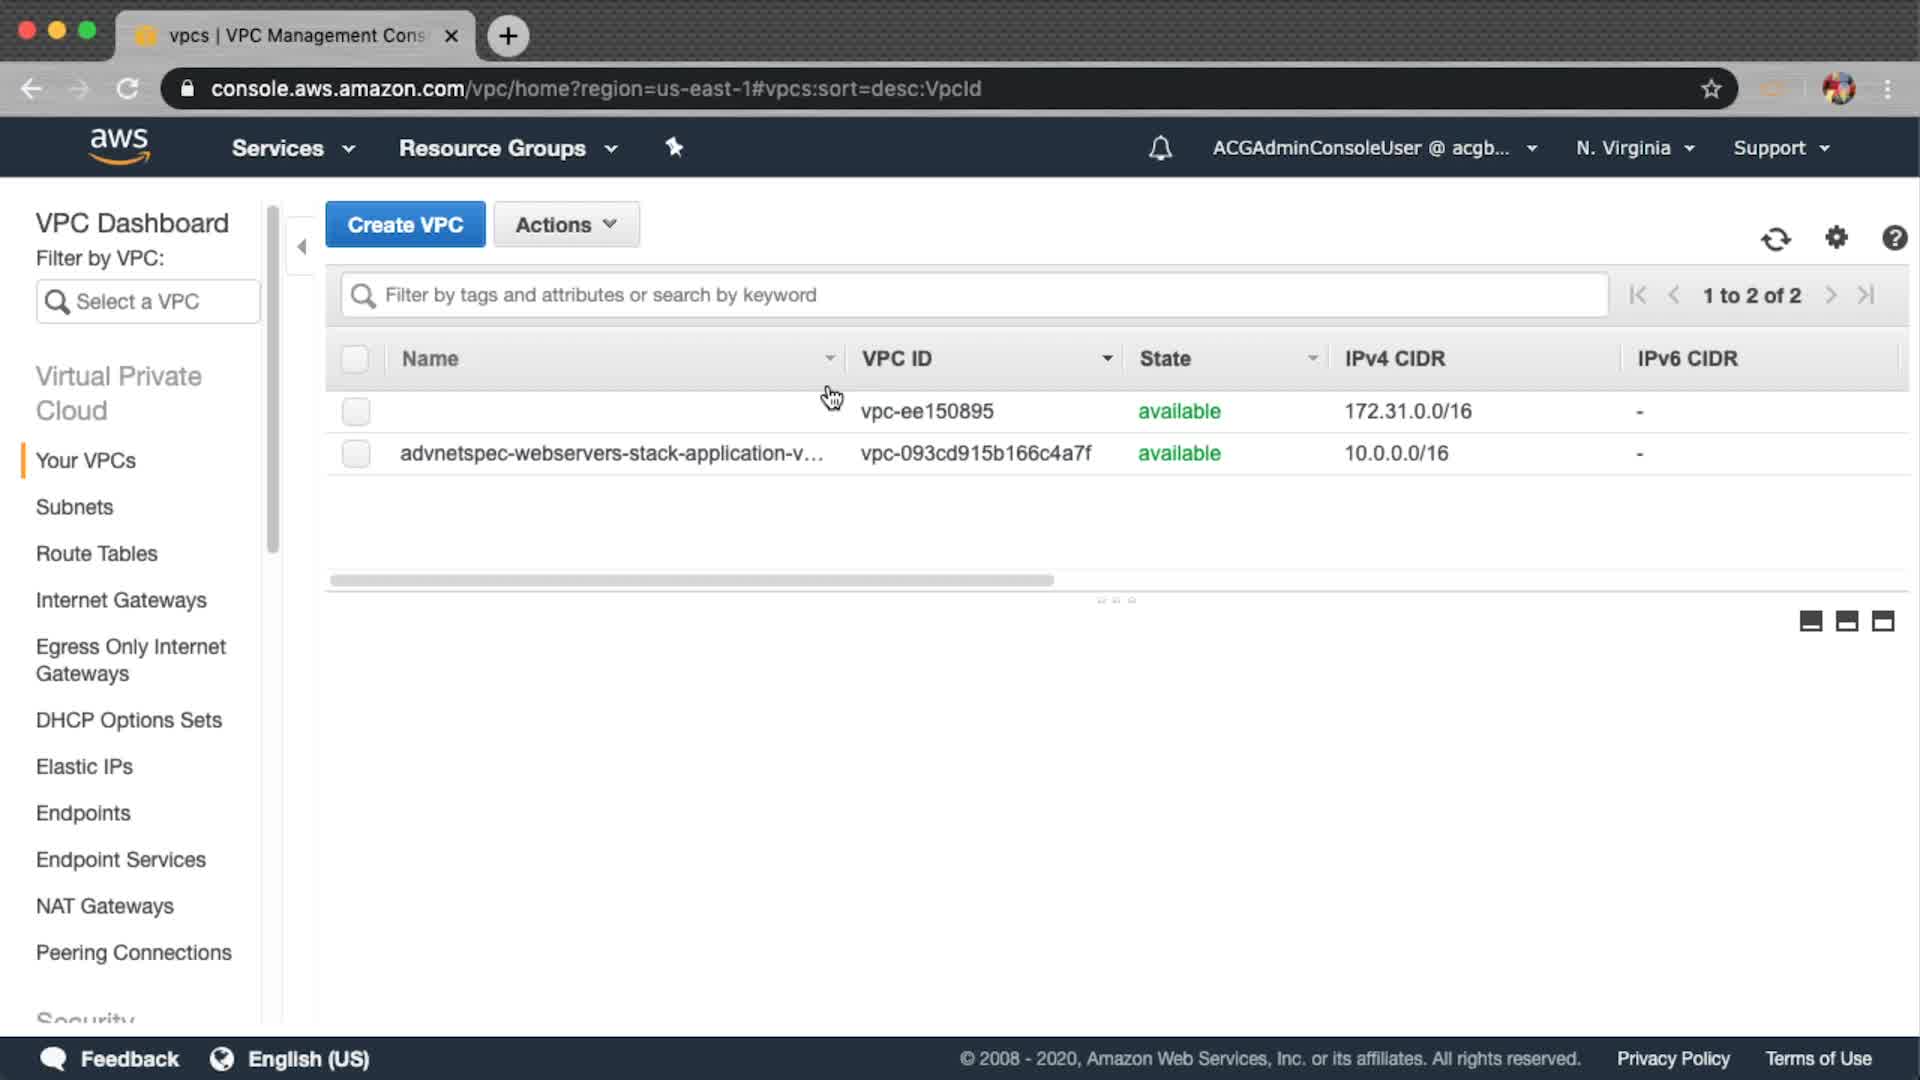 vpcs | VPC Management Cons
console.aws.amazon.com/vpc/home?region=us-east-1#vpcs:sort=desc:VpcId
aws Services Resource Groups ACGAdminConsoleUser @ acgb... N. Virginia Support
VPC Dashboard
Filter by VPC:
Select a VPC
Virtual Private
Cloud
Your VPCs
Subnets
Route Tables
Internet Gateways
Egress Only Internet
Gateways
DHCP Options Sets
Elastic IPs
Endpoints
Endpoint Services
NAT Gateways
Peering Connections
Security
Create VPC Actions
Filter by tags and attributes or search by keyword 1 to 2 of 2
Name VPC ID State IPv4 CIDR IPv6 CIDR
vpc-ee150895 available 172.31.0.0/16 -
advnetspec-webservers-stack-application-v... vpc-093cd915b166c4a7f available 10.0.0.0/16 -
Feedback English (US) © 2008 - 2020, Amazon Web Services, Inc. or its affiliates. All rights reserved. Privacy Policy Terms of Use